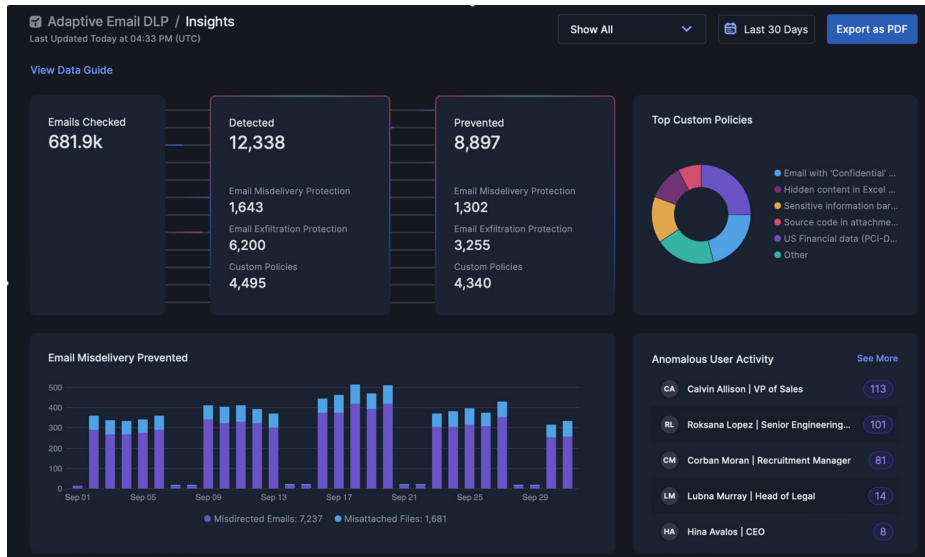 Adaptive Email DLP / Insights
Last Updated Today at 04:33 PM (UTC)
Show All
Last 30 Days
Export as PDF
View Data Guide
Emails Checked
681.9k
Detected
12,338
Email Misdelivery Protection
1,643
Email Exfiltration Protection
6,200
Custom Policies
4,495
Prevented
8,897
Email Misdelivery Protection
1,302
Email Exfiltration Protection
3,255
Custom Policies
4,340
Top Custom Policies
Email with 'Confidential' ...
Hidden content in Excel ...
Sensitive information bar...
Source code in attachme...
US Financial data (PCI-D...
Other
Email Misdelivery Prevented
500
400
300
200
100
0
Sep 01 Sep 05 Sep 09 Sep 13 Sep 17 Sep 21 Sep 25 Sep 29
Misdirected Emails: 7,237 Misattached Files: 1,681
Anomalous User Activity
See More
CA Calvin Allison | VP of Sales 113
RL Roksana Lopez | Senior Engineering... 101
CM Corban Moran | Recruitment Manager 81
LM Lubna Murray | Head of Legal 14
HA Hina Avalos | CEO 8